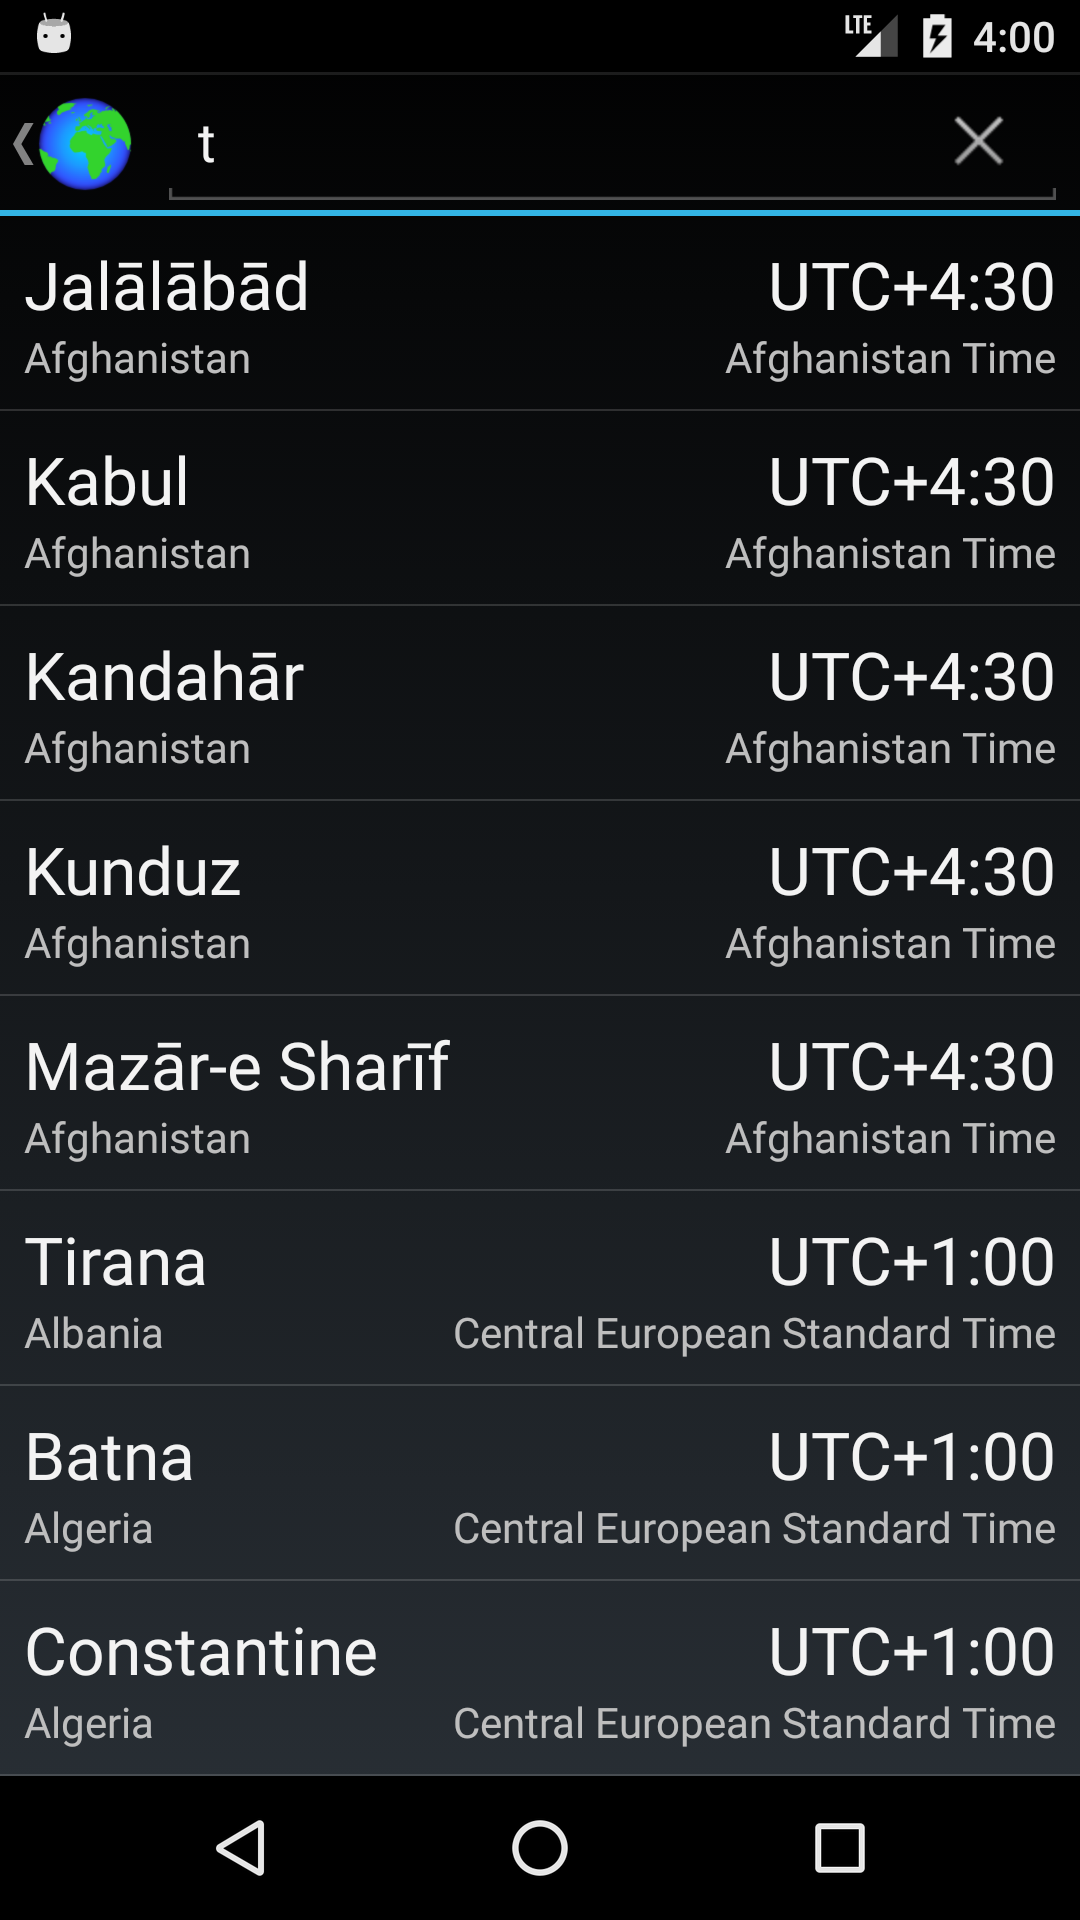 LTE 4:00
t
Jalālābād UTC+4:30
Afghanistan Afghanistan Time
Kabul UTC+4:30
Afghanistan Afghanistan Time
Kandahār UTC+4:30
Afghanistan Afghanistan Time
Kunduz UTC+4:30
Afghanistan Afghanistan Time
Mazār-e Sharīf UTC+4:30
Afghanistan Afghanistan Time
Tirana UTC+1:00
Albania Central European Standard Time
Batna UTC+1:00
Algeria Central European Standard Time
Constantine UTC+1:00
Algeria Central European Standard Time